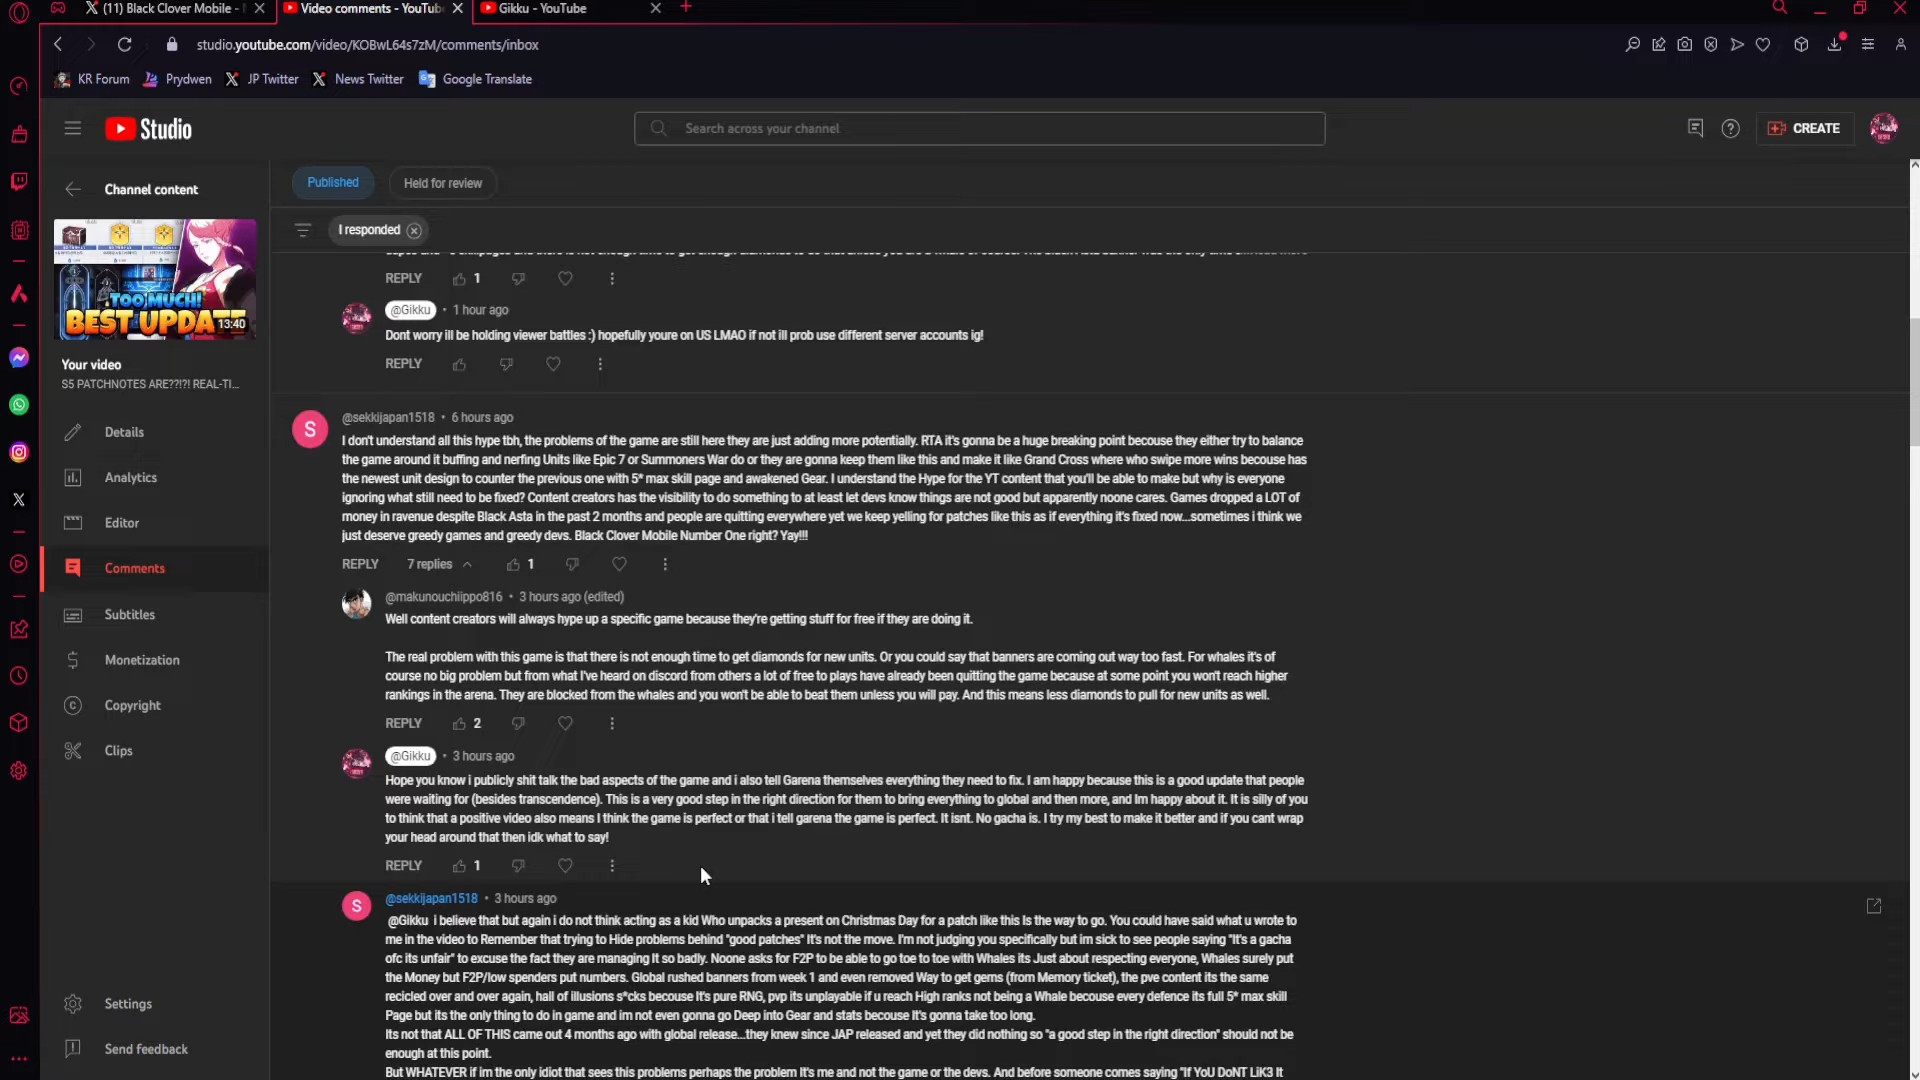 (11) Black Clover Mobile -
Video comments - YouTub
Gikku - YouTube
studio.youtube.com/video/KOBwL64s7zM/comments/inbox
KR Forum
Prydwen
JP Twitter
News Twitter
Google Translate
Studio
Search across your channel
CREATE
Channel content
Published
Held for review
I responded
TOO MUCH!
BEST UPDATE
13:40
Your video
S5 PATCHNOTES ARE??!?! REAL-TI...
Details
Analytics
Editor
Comments
Subtitles
Monetization
Copyright
Clips
Settings
Send feedback
REPLY
1
@Gikku • 1 hour ago
Dont worry ill be holding viewer battles :) hopefully youre on US LMAO if not ill prob use different server accounts ig!
REPLY
S
@sekkijapan1518 • 6 hours ago
I don't understand all this hype tbh, the problems of the game are still here they are just adding more potentially. RTA it's gonna be a huge breaking point becouse they either try to balance
the game around it buffing and nerfing Units like Epic 7 or Summoners War do or they are gonna keep them like this and make it like Grand Cross where who swipe more wins becouse has
the newest unit design to counter the previous one with 5* max skill page and awakened Gear. I understand the Hype for the YT content that you'll be able to make but why is everyone
ignoring what still need to be fixed? Content creators has the visibility to do something to at least let devs know things are not good but apparently noone cares. Games dropped a LOT of
money in ravenue despite Black Asta in the past 2 months and people are quitting everywhere yet we keep yelling for patches like this as if everything it's fixed now...sometimes i think we
just deserve greedy games and greedy devs. Black Clover Mobile Number One right? Yay!!!
REPLY
7 replies
1
@makunouchiippo816 • 3 hours ago (edited)
Well content creators will always hype up a specific game because they're getting stuff for free if they are doing it.
The real problem with this game is that there is not enough time to get diamonds for new units. Or you could say that banners are coming out way too fast. For whales it's of
course no big problem but from what I've heard on discord from others a lot of free to plays have already been quitting the game because at some point you won't reach higher
rankings in the arena. They are blocked from the whales and you won't be able to beat them unless you will pay. And this means less diamonds to pull for new units as well.
REPLY
2
@Gikku • 3 hours ago
Hope you know i publicly shit talk the bad aspects of the game and i also tell Garena themselves everything they need to fix. I am happy because this is a good update that people
were waiting for (besides transcendence). This is a very good step in the right direction for them to bring everything to global and then more, and Im happy about it. It is silly of you
to think that a positive video also means I think the game is perfect or that i tell garena the game is perfect. It isnt. No gacha is. I try my best to make it better and if you cant wrap
your head around that then idk what to say!
REPLY
1
S
@sekkijapan1518 • 3 hours ago
@Gikku i believe that but again i do not think acting as a kid Who unpacks a present on Christmas Day for a patch like this Is the way to go. You could have said what u wrote to
me in the video to Remember that trying to Hide problems behind "good patches" It's not the move. I'm not judging you specifically but im sick to see people saying "It's a gacha
ofc its unfair" to excuse the fact they are managing It so badly. Noone asks for F2P to be able to go toe to toe with Whales its Just about respecting everyone, Whales surely put
the Money but F2P/low spenders put numbers. Global rushed banners from week 1 and even removed Way to get gems (from Memory ticket), the pve content its the same
recicled over and over again, hall of illusions s*cks becouse It's pure RNG, pvp its unplayable if u reach High ranks not being a Whale becouse every defence its full 5* max skill
Page but its the only thing to do in game and im not even gonna go Deep into Gear and stats becouse It's gonna take too long.
Its not that ALL OF THIS came out 4 months ago with global release...they knew since JAP released and yet they did nothing so "a good step in the right direction" should not be
enough at this point.
But WHATEVER if im the only idiot that sees this problems perhaps the problem It's me and not the game or the devs. And before someone comes saying "If YoU DoNT LiK3 It